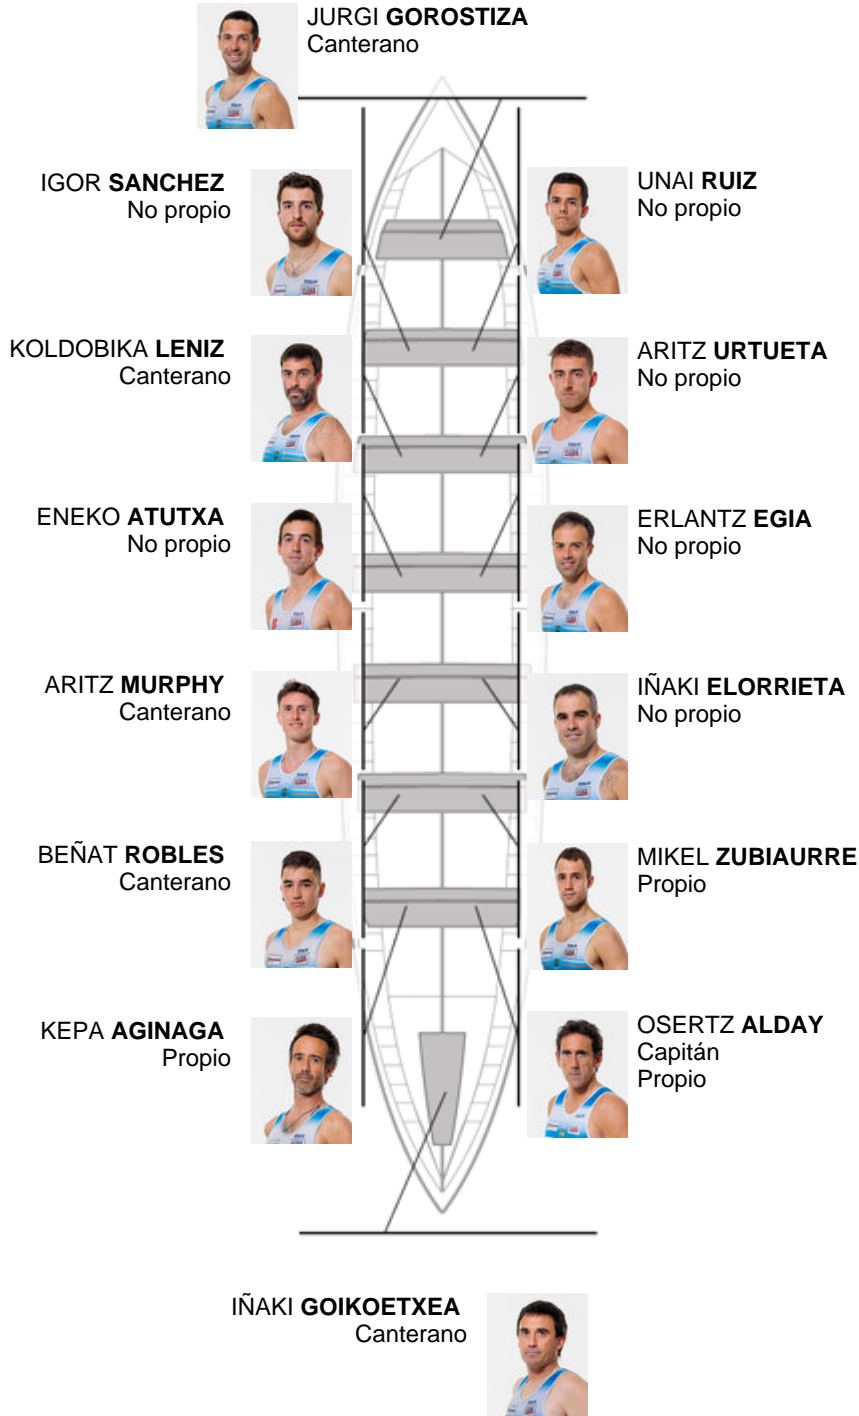 JURGI GOROSTIZA
Canterano
IGOR SANCHEZ
No propio
UNAI RUIZ
No propio
KOLDOBIKA LENIZ
Canterano
ARITZ URTUETA
No propio
ENEKO ATUTXA
No propio
ERLANTZ EGIA
No propio
ARITZ MURPHY
Canterano
IÑAKI ELORRIETA
No propio
BEÑAT ROBLES
Canterano
MIKEL ZUBIAURRE
Propio
KEPA AGINAGA
Propio
OSERTZ ALDAY
Capitán
Propio
IÑAKI GOIKOETXEA
Canterano